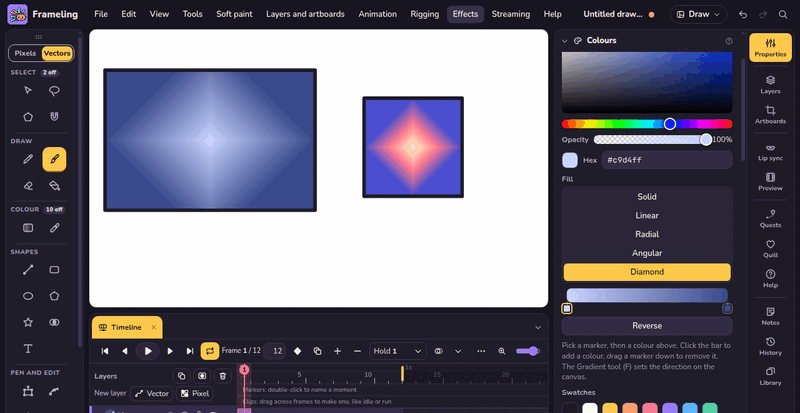 Frameling File Edit View Tools Soft paint Layers and artboards Animation Rigging Effects Streaming Help Untitled draw... Draw
Pixels Vectors
SELECT 2 off
DRAW
COLOUR 10 off
SHAPES
PEN AND EDIT
Timeline
Frame 1 / 12 12 Hold 1
Layers
1 5 10 1s 15 20
New layer Vector Pixel
Markers: double-click to name a moment
Clips: drag across frames to make one, like idle or run
Colours
Opacity 100%
Hex #c9d4ff
Fill
Solid
Linear
Radial
Angular
Diamond
Reverse
Pick a marker, then a colour above. Click the bar
to add a colour, drag a marker down to remove it.
The Gradient tool (F) sets the direction on the
canvas.
Swatches
Properties
Layers
Artboards
Lip sync
Preview
Quests
Quill
Help
Notes
History
Library